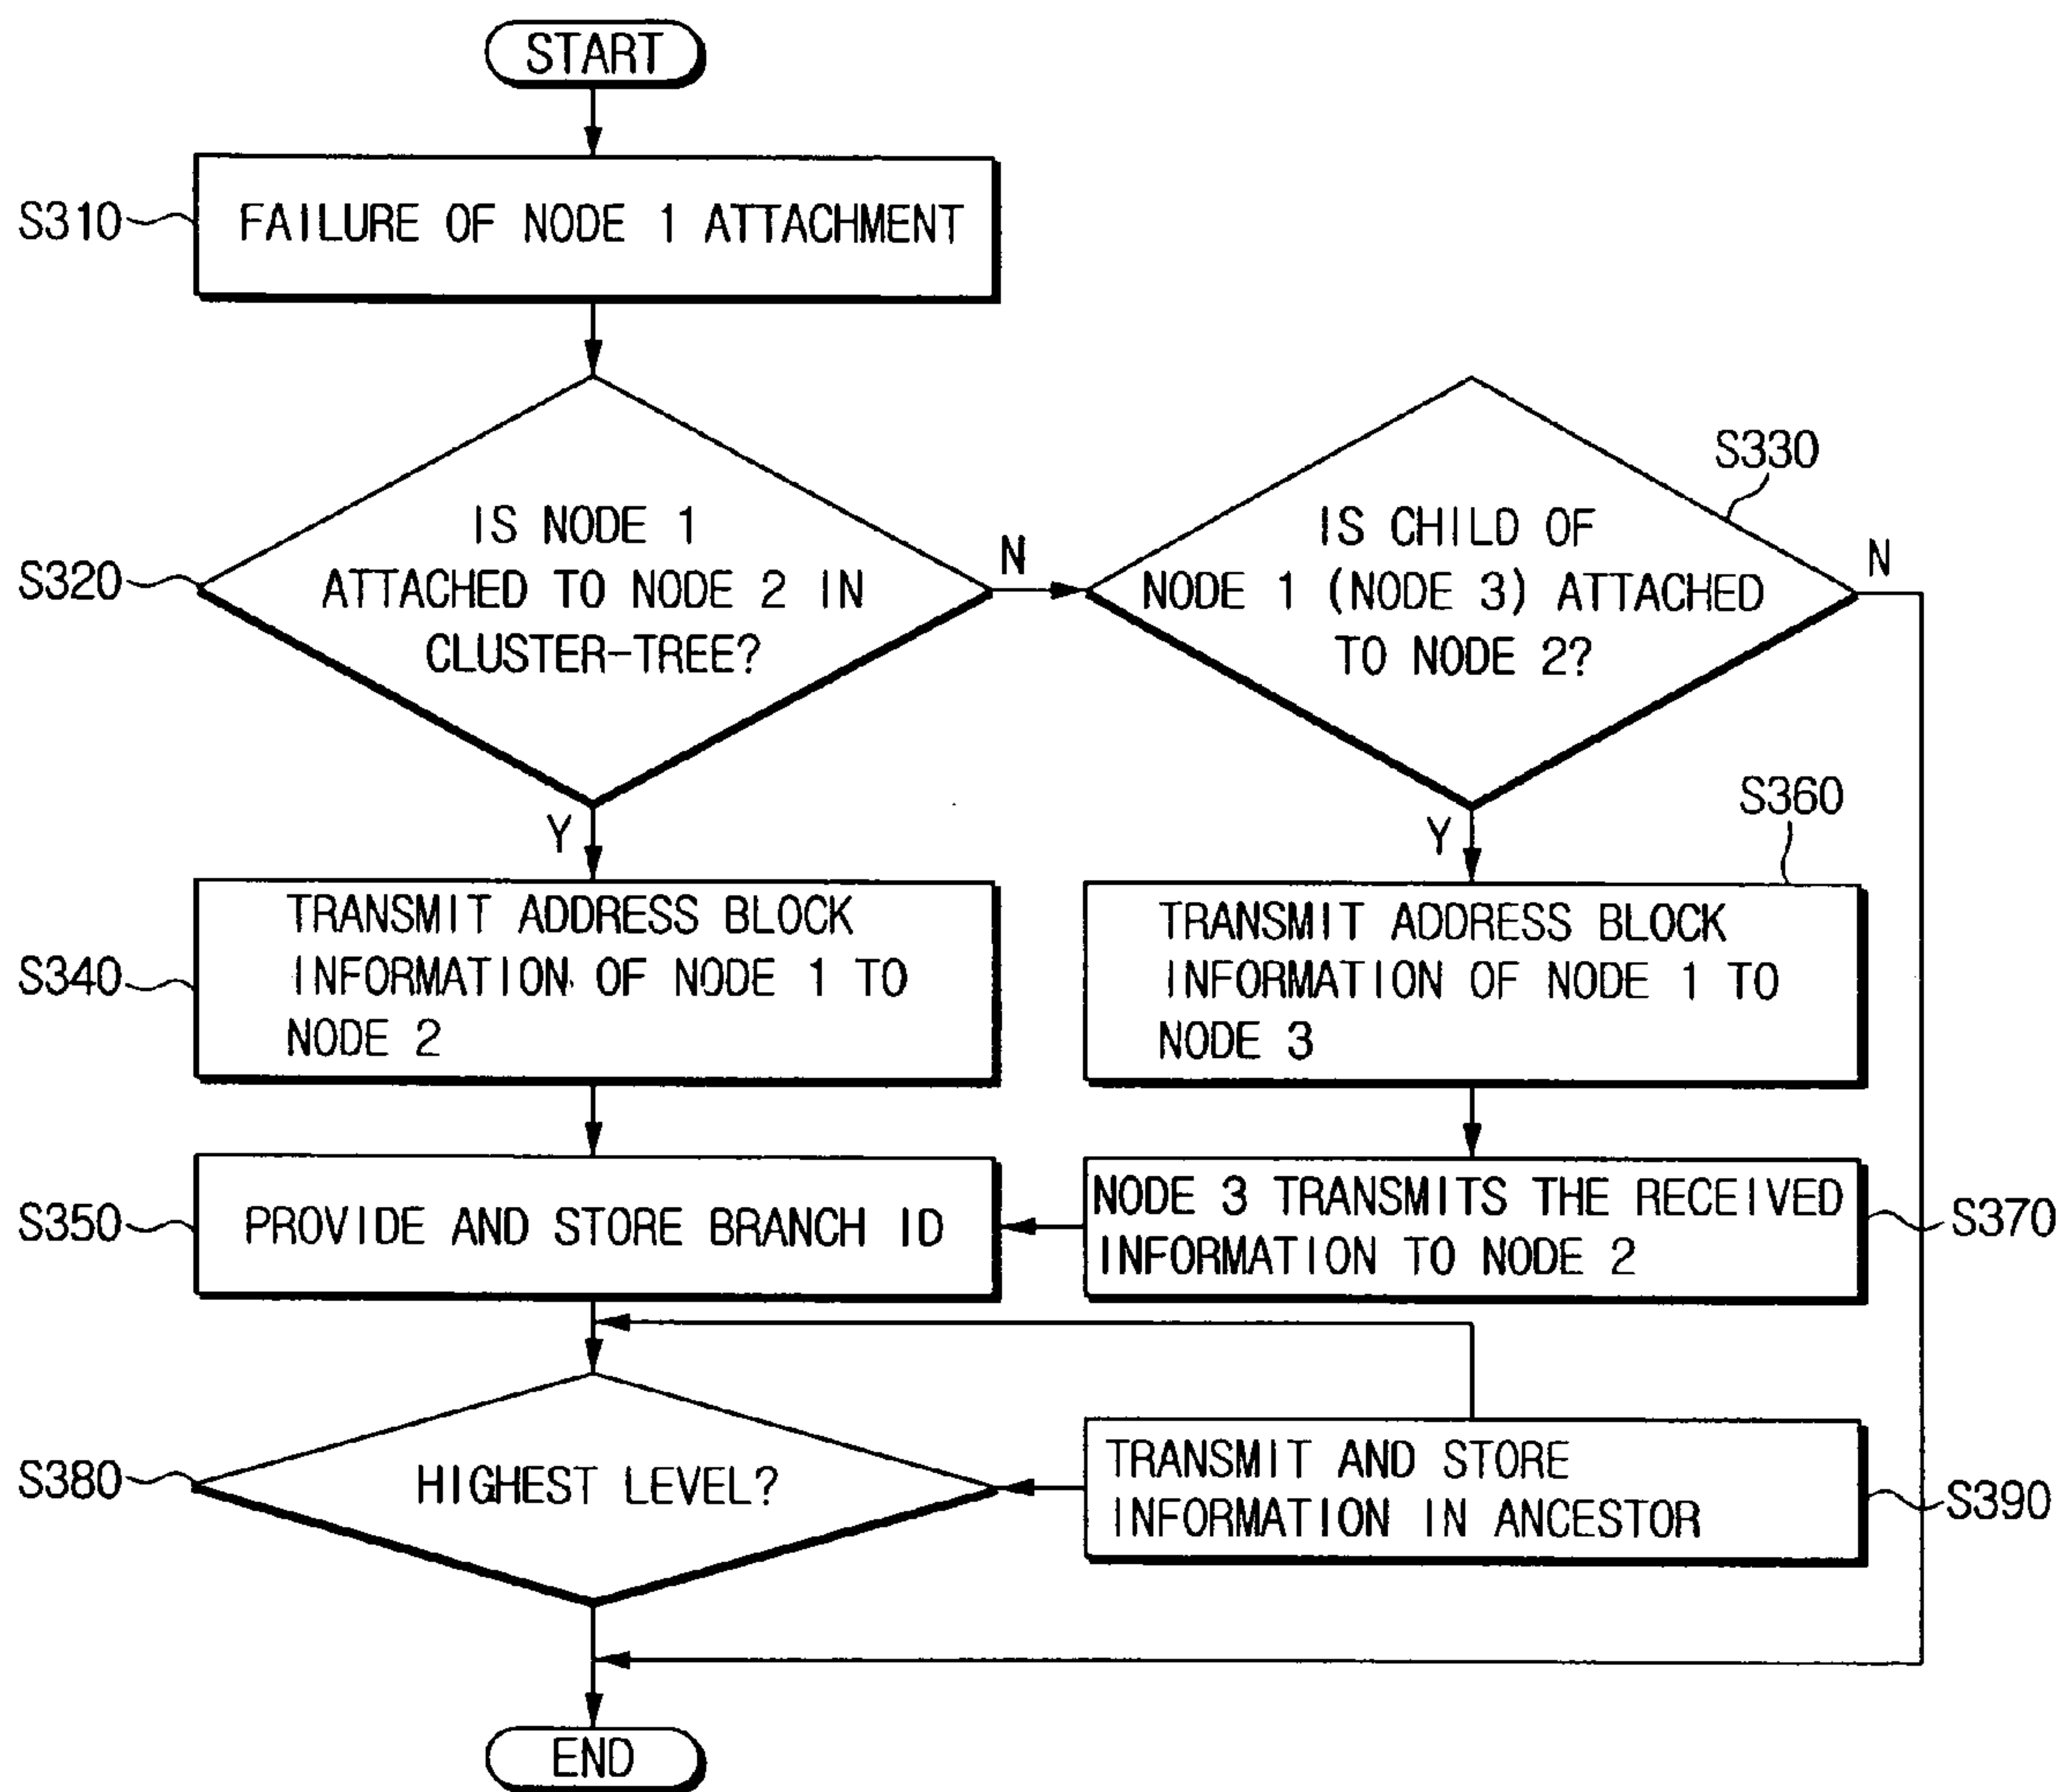 START
S310
FAILURE OF NODE 1 ATTACHMENT
S320
IS NODE 1
ATTACHED TO NODE 2 IN
CLUSTER-TREE?
N
S330
IS CHILD OF
NODE 1 (NODE 3) ATTACHED
TO NODE 2?
N
Y
Y
S340
TRANSMIT ADDRESS BLOCK
INFORMATION OF NODE 1 TO
NODE 2
S360
TRANSMIT ADDRESS BLOCK
INFORMATION OF NODE 1 TO
NODE 3
S350
PROVIDE AND STORE BRANCH ID
NODE 3 TRANSMITS THE RECEIVED
INFORMATION TO NODE 2
S370
S380
HIGHEST LEVEL?
TRANSMIT AND STORE
INFORMATION IN ANCESTOR
S390
END